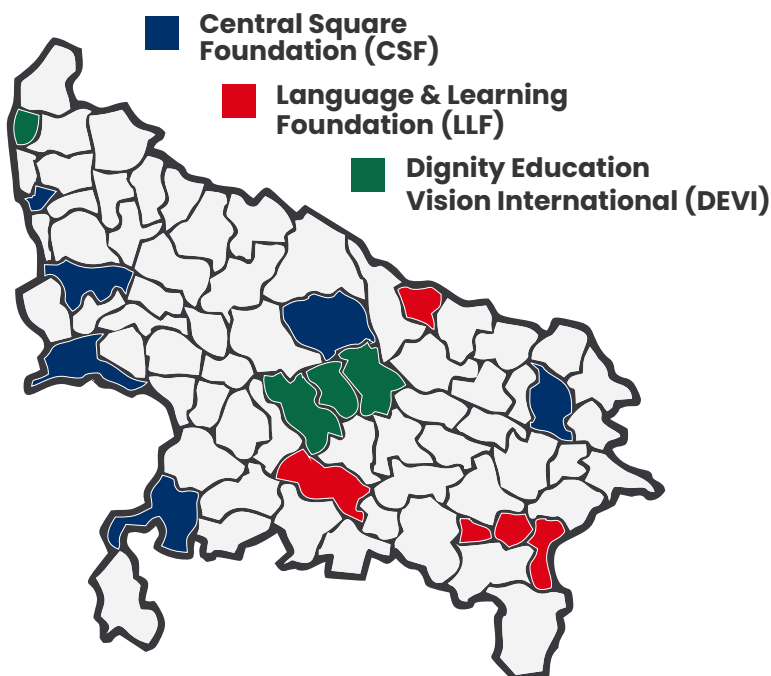 Central Square
Foundation (CSF)
Language & Learning
Foundation (LLF)
Dignity Education
Vision International (DEVI)